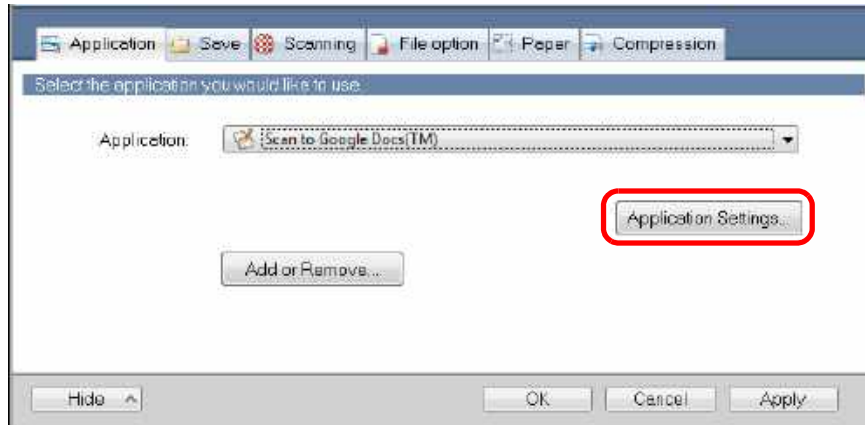 Application Save Scanning File option Paper Compression
Select the application you would like to use.
Application: Scan to Google Docs(TM)
Application Settings...
Add or Remove...
Hide OK Cancel Apply